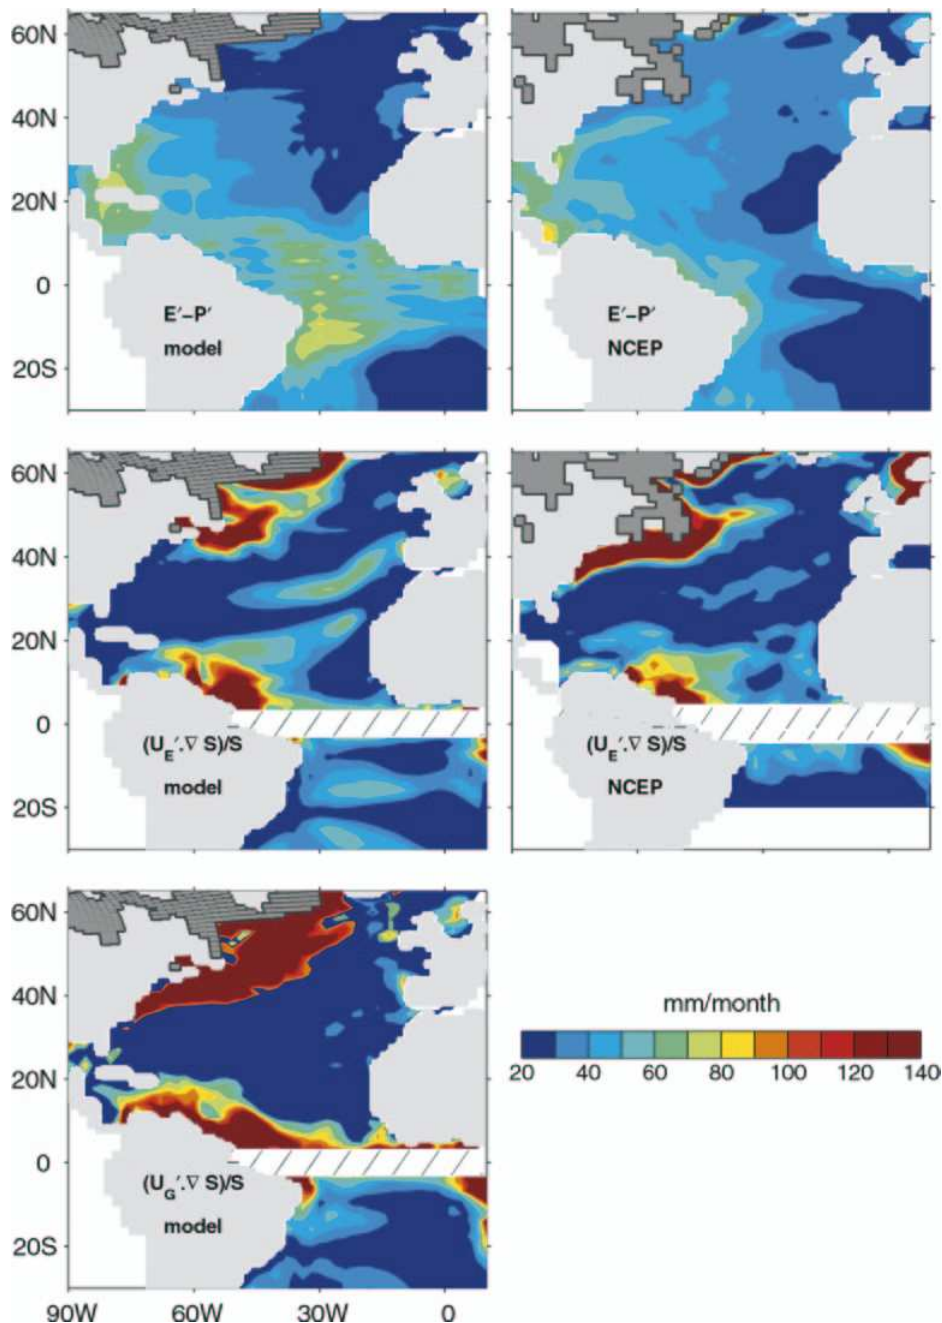 60N
40N
20N
0
20S
E′–P′
model
E′–P′
NCEP
60N
40N
20N
0
20S
(U_E′.∇ S)/S
model
(U_E′.∇ S)/S
NCEP
60N
40N
20N
0
20S
(U_G′.∇ S)/S
model
90W 60W 30W 0
mm/month
20 40 60 80 100 120 140